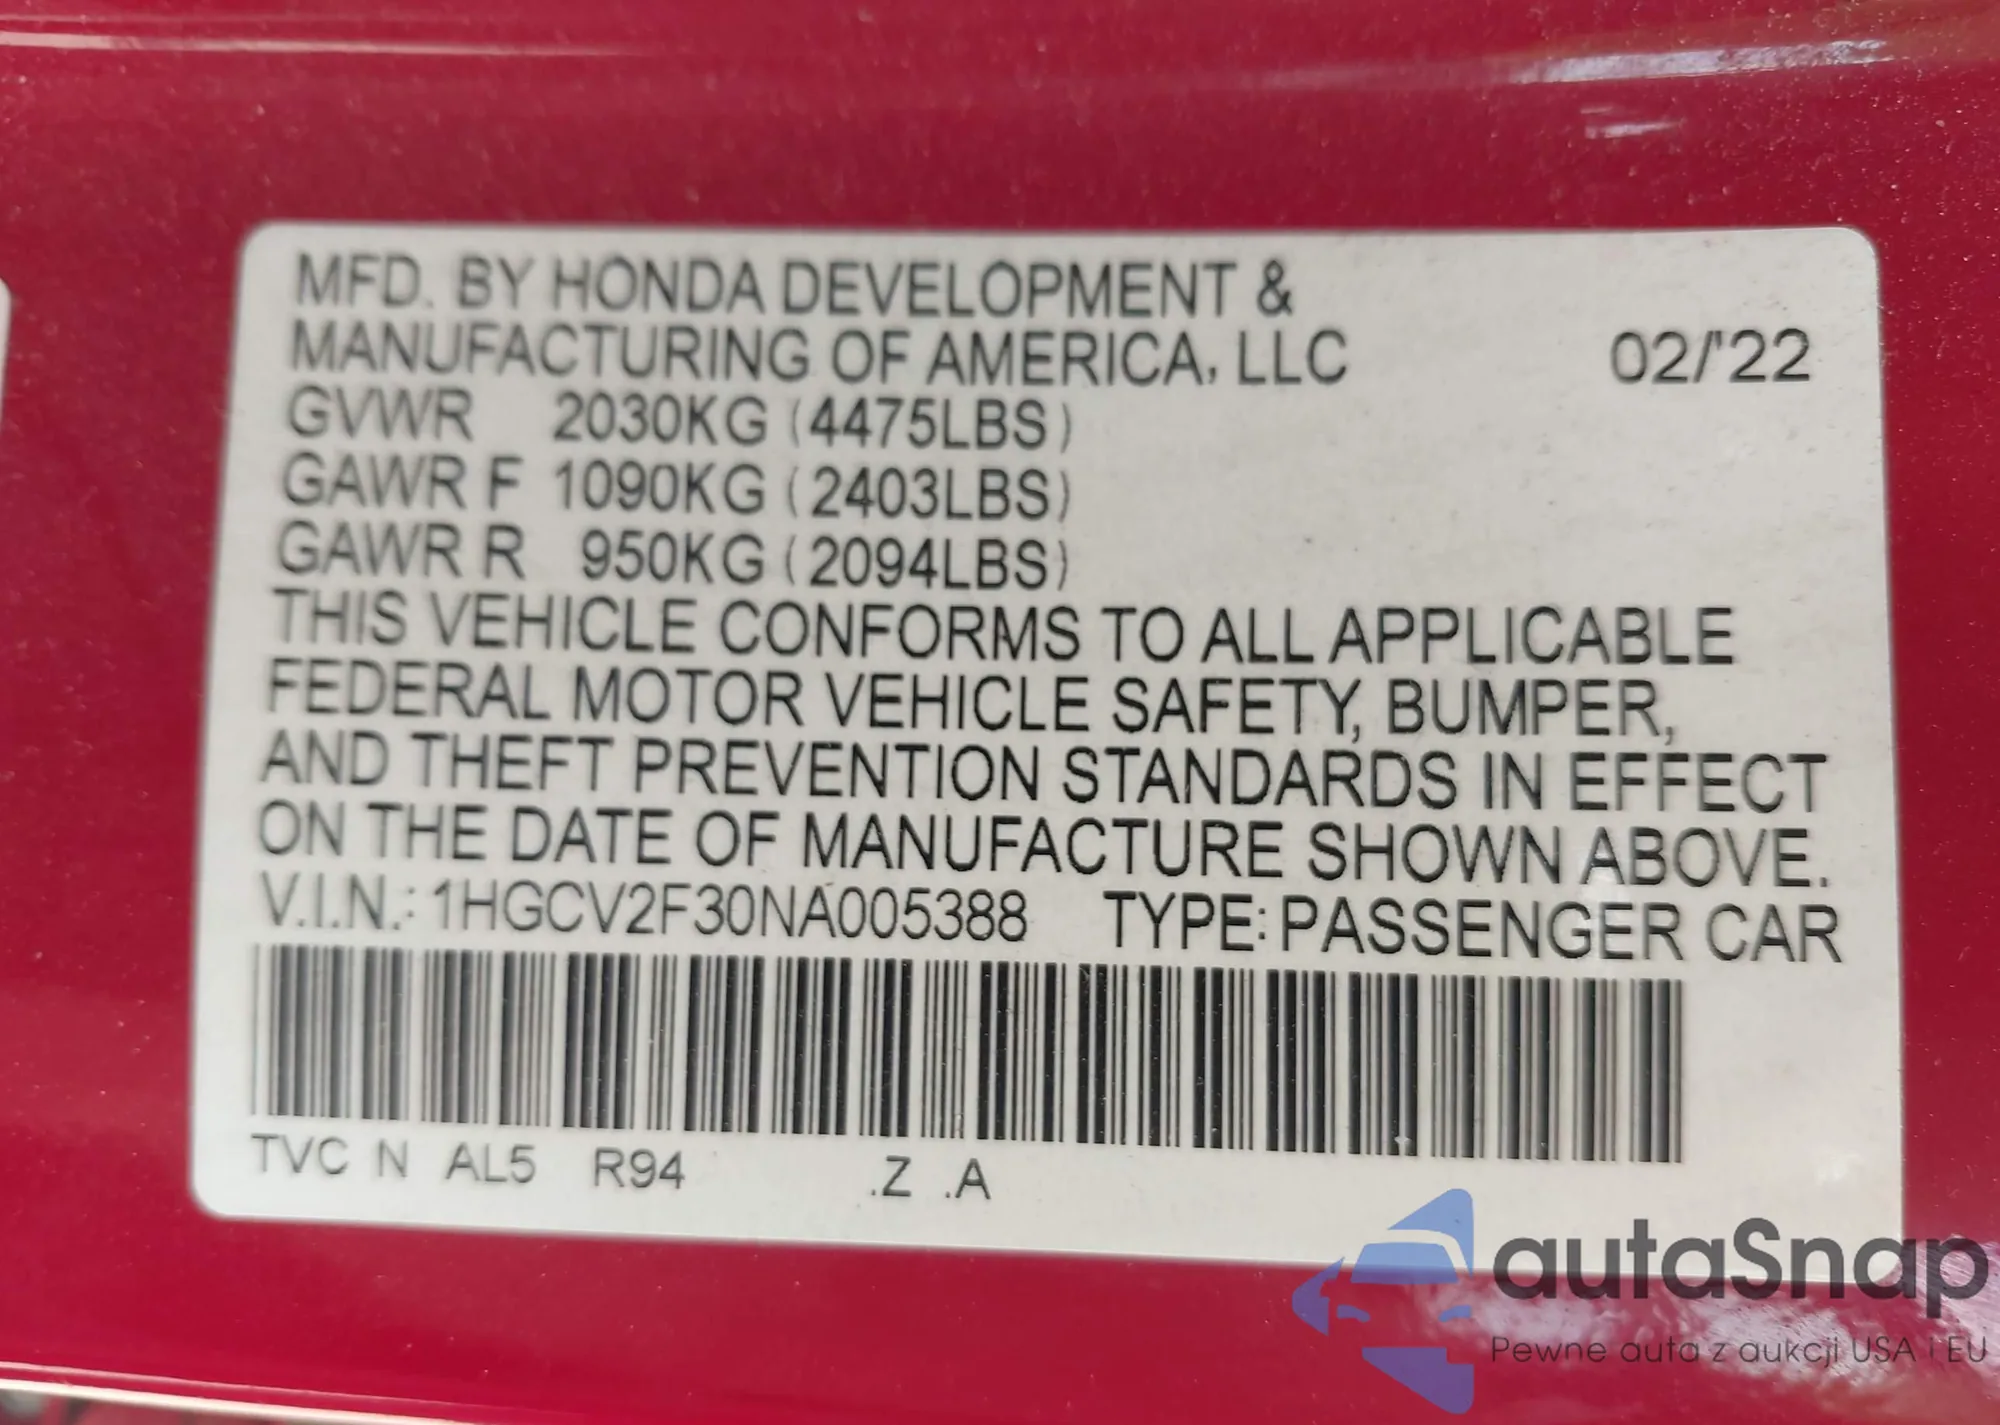 MFD. BY HONDA DEVELOPMENT &
MANUFACTURING OF AMERICA, LLC 02/'22
GVWR 2030KG (4475LBS)
GAWR F 1090KG (2403LBS)
GAWR R 950KG (2094LBS)
THIS VEHICLE CONFORMS TO ALL APPLICABLE
FEDERAL MOTOR VEHICLE SAFETY, BUMPER,
AND THEFT PREVENTION STANDARDS IN EFFECT
ON THE DATE OF MANUFACTURE SHOWN ABOVE.
V.I.N.: 1HGCV2F30NA005388 TYPE: PASSENGER CAR
TVC N AL5 R94 .Z .A
autaSnap
Pewne auta z aukcji USA i EU